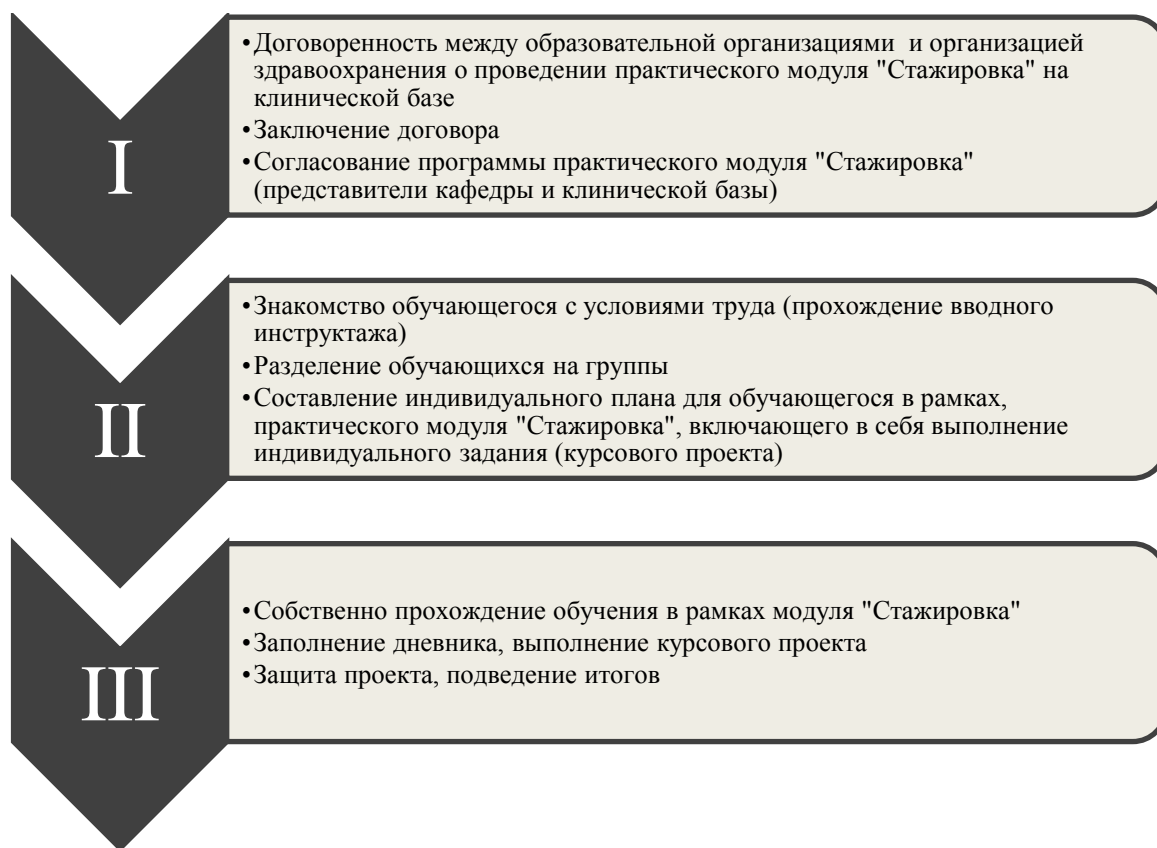 I
•Договоренность между образовательной организациями и организацией
здравоохранения о проведении практического модуля "Стажировка" на
клинической базе
•Заключение договора
•Согласование программы практического модуля "Стажировка"
(представители кафедры и клинической базы)
II
•Знакомство обучающегося с условиями труда (прохождение вводного
инструктажа)
•Разделение обучающихся на группы
•Составление индивидуального плана для обучающегося в рамках,
практического модуля "Стажировка", включающего в себя выполнение
индивидуального задания (курсового проекта)
III
•Собственно прохождение обучения в рамках модуля "Стажировка"
•Заполнение дневника, выполнение курсового проекта
•Защита проекта, подведение итогов